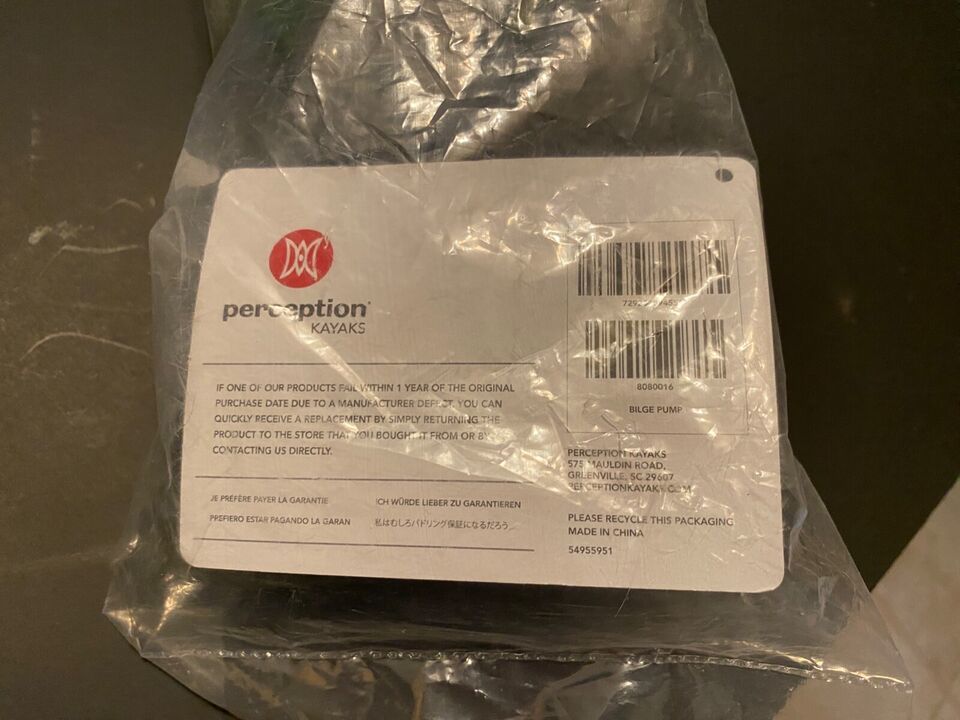 perception
KAYAKS
IF ONE OF OUR PRODUCTS FAIL WITHIN 1 YEAR OF THE ORIGINAL
PURCHASE DATE DUE TO A MANUFACTURER DEFECT, YOU CAN
QUICKLY RECEIVE A REPLACEMENT BY SIMPLY RETURNING THE
PRODUCT TO THE STORE THAT YOU BOUGHT IT FROM OR BY
CONTACTING US DIRECTLY.
JE PRÉFÈRE PAYER LA GARANTIE
ICH WÜRDE LIEBER ZU GARANTIEREN
PREFIERO ESTAR PAGANDO LA GARAN
私はむしろパドリング保証になるだろう
8080016
BILGE PUMP
PERCEPTION KAYAKS
575 MAULDIN ROAD,
GREENVILLE, SC 29607
PERCEPTIONKAYAKS.COM
PLEASE RECYCLE THIS PACKAGING
MADE IN CHINA
54955951